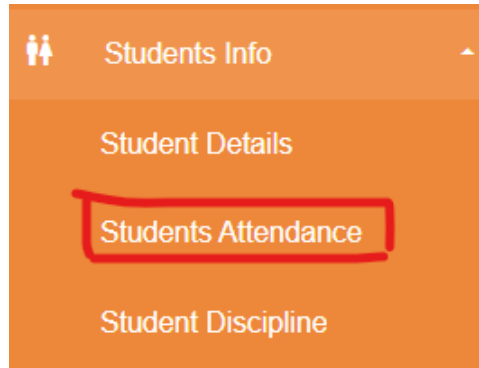 Students Info
Student Details
Students Attendance
Student Discipline